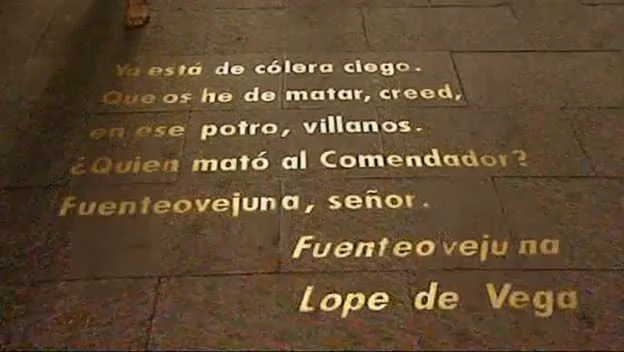 Ya está de cólera ciego.
Que os he de matar, creed,
en ese potro, villanos.
¿Quien mató al Comendador?
Fuenteovejuna, señor.
Fuenteovejuna
Lope de Vega